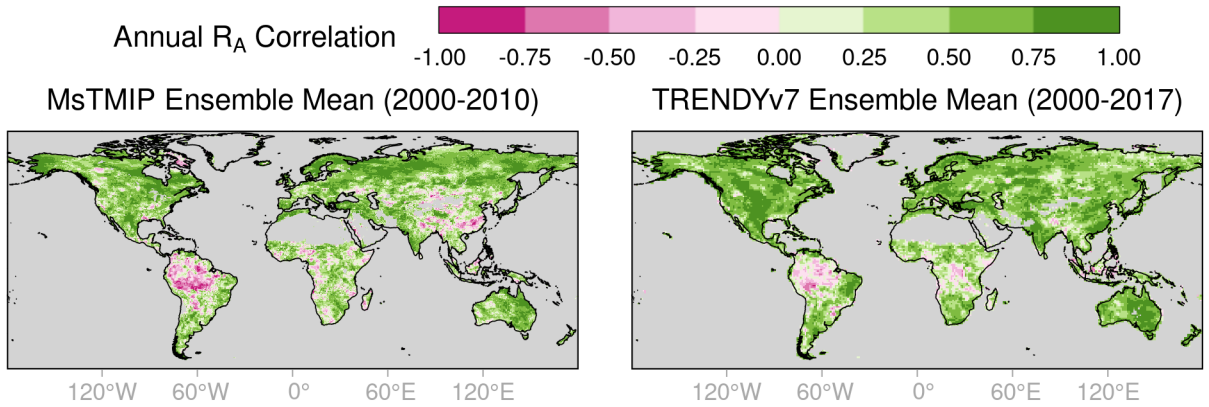 Annual RA Correlation
-1.00 -0.75 -0.50 -0.25 0.00 0.25 0.50 0.75 1.00
MsTMIP Ensemble Mean (2000-2010)
TRENDYv7 Ensemble Mean (2000-2017)
120°W 60°W 0° 60°E 120°E
120°W 60°W 0° 60°E 120°E